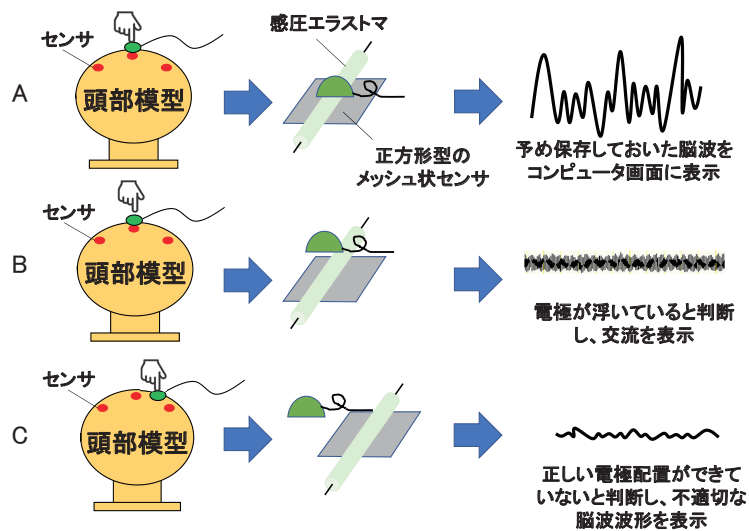 感圧エラストマ
センサ
A
頭部模型
正方形型の
メッシュ状センサ
予め保存しておいた脳波を
コンピュータ画面に表示
センサ
B
頭部模型
電極が浮いていると判断
し、交流を表示
センサ
C
頭部模型
正しい電極配置ができて
いないと判断し、不適切な
脳波波形を表示